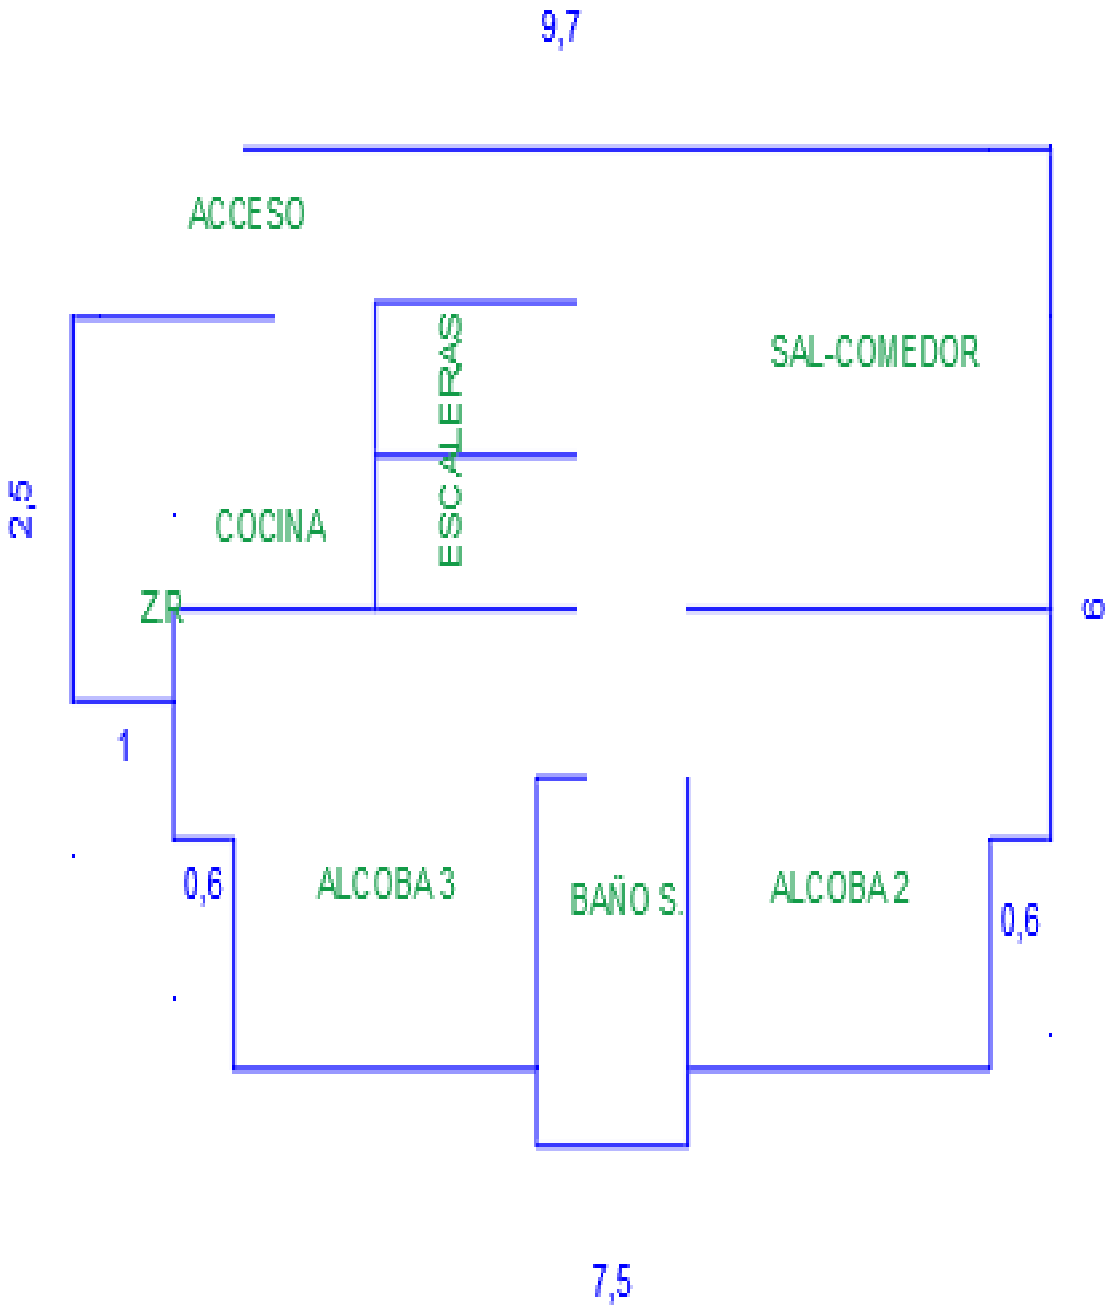 9,7
ACCESO
SAL-COMEDOR
ESCALERAS
2,5
COCINA
ZR
6
1
0,6
ALCOBA 3
BAÑO S.
ALCOBA 2
0,6
7,5